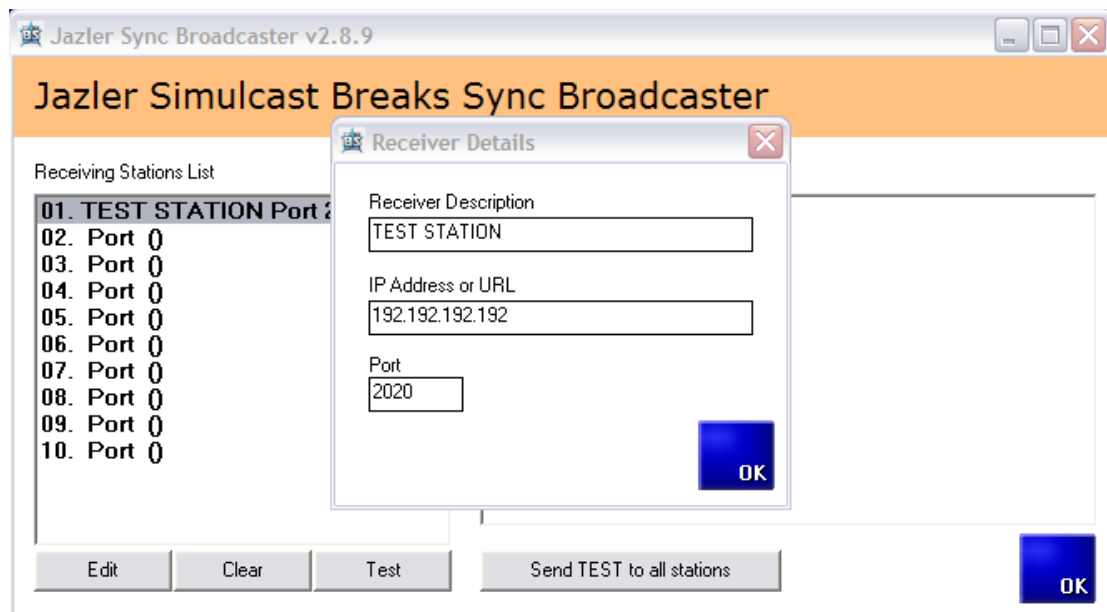 Jazler Sync Broadcaster v2.8.9
Jazler Simulcast Breaks Sync Broadcaster
Receiver Details
Receiving Stations List
01. TEST STATION Port
02. Port ()
03. Port ()
04. Port ()
05. Port ()
06. Port ()
07. Port ()
08. Port ()
09. Port ()
10. Port ()
Receiver Description
TEST STATION
IP Address or URL
192.192.192.192
Port
2020
OK
Edit
Clear
Test
Send TEST to all stations
OK